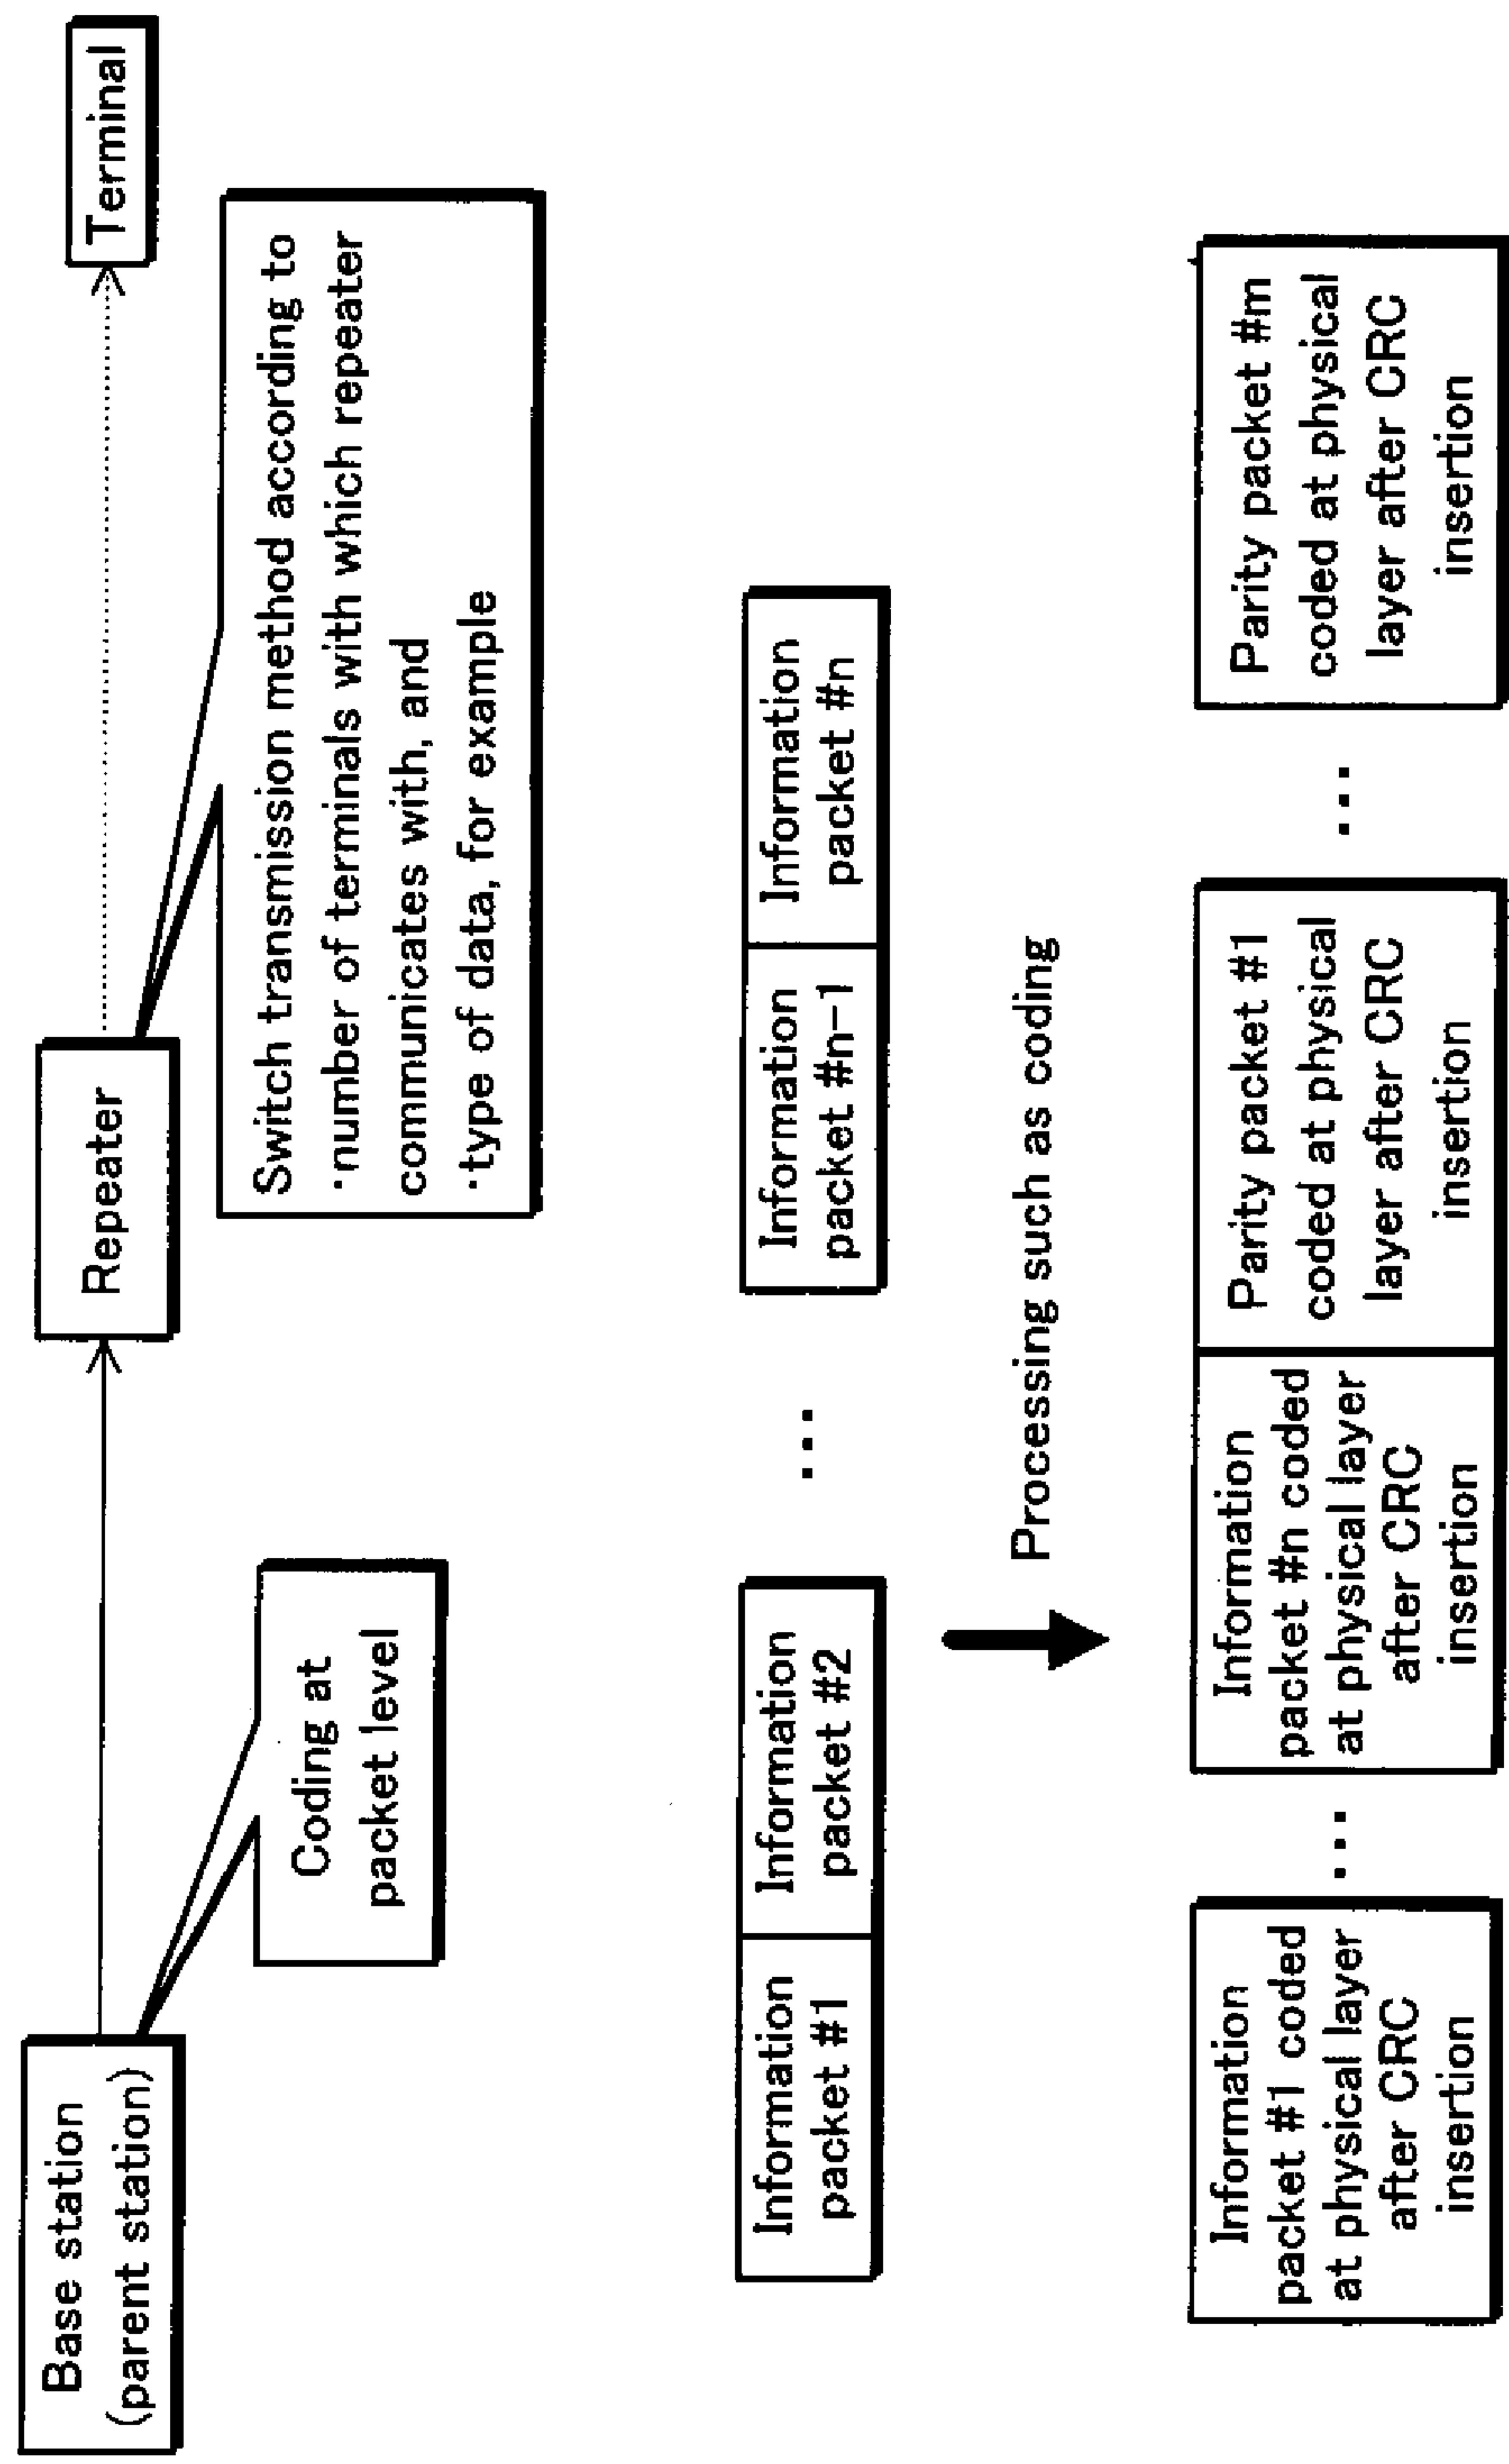 Base station
(parent station)
Repeater
Terminal
Coding at
packet level
Switch transmission method according to
·number of terminals with which repeater
communicates with, and
·type of data, for example
Information
packet #1
Information
packet #2
...
Information
packet #n-1
Information
packet #n
Processing such as coding
Information
packet #1 coded
at physical layer
after CRC
insertion
...
Information
packet #n coded
at physical layer
after CRC
insertion
Parity packet #1
coded at physical
layer after CRC
insertion
...
Parity packet #m
coded at physical
layer after CRC
insertion